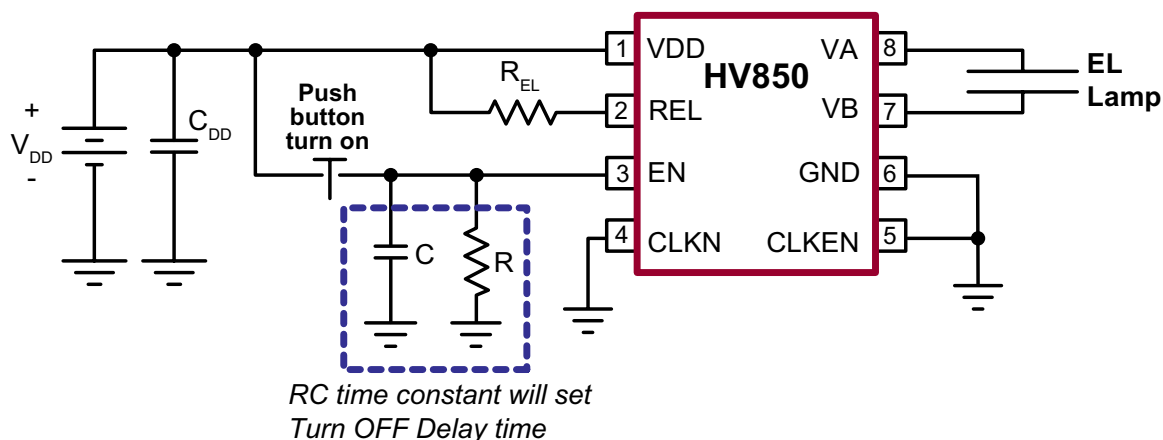 1 VDD
HV850
VA 8
EL
Lamp
R_EL
2 REL
VB 7
Push
button
turn on
+
V_DD
-
C_DD
3 EN
GND 6
4 CLKN
CLKEN 5
C
R
RC time constant will set
Turn OFF Delay time